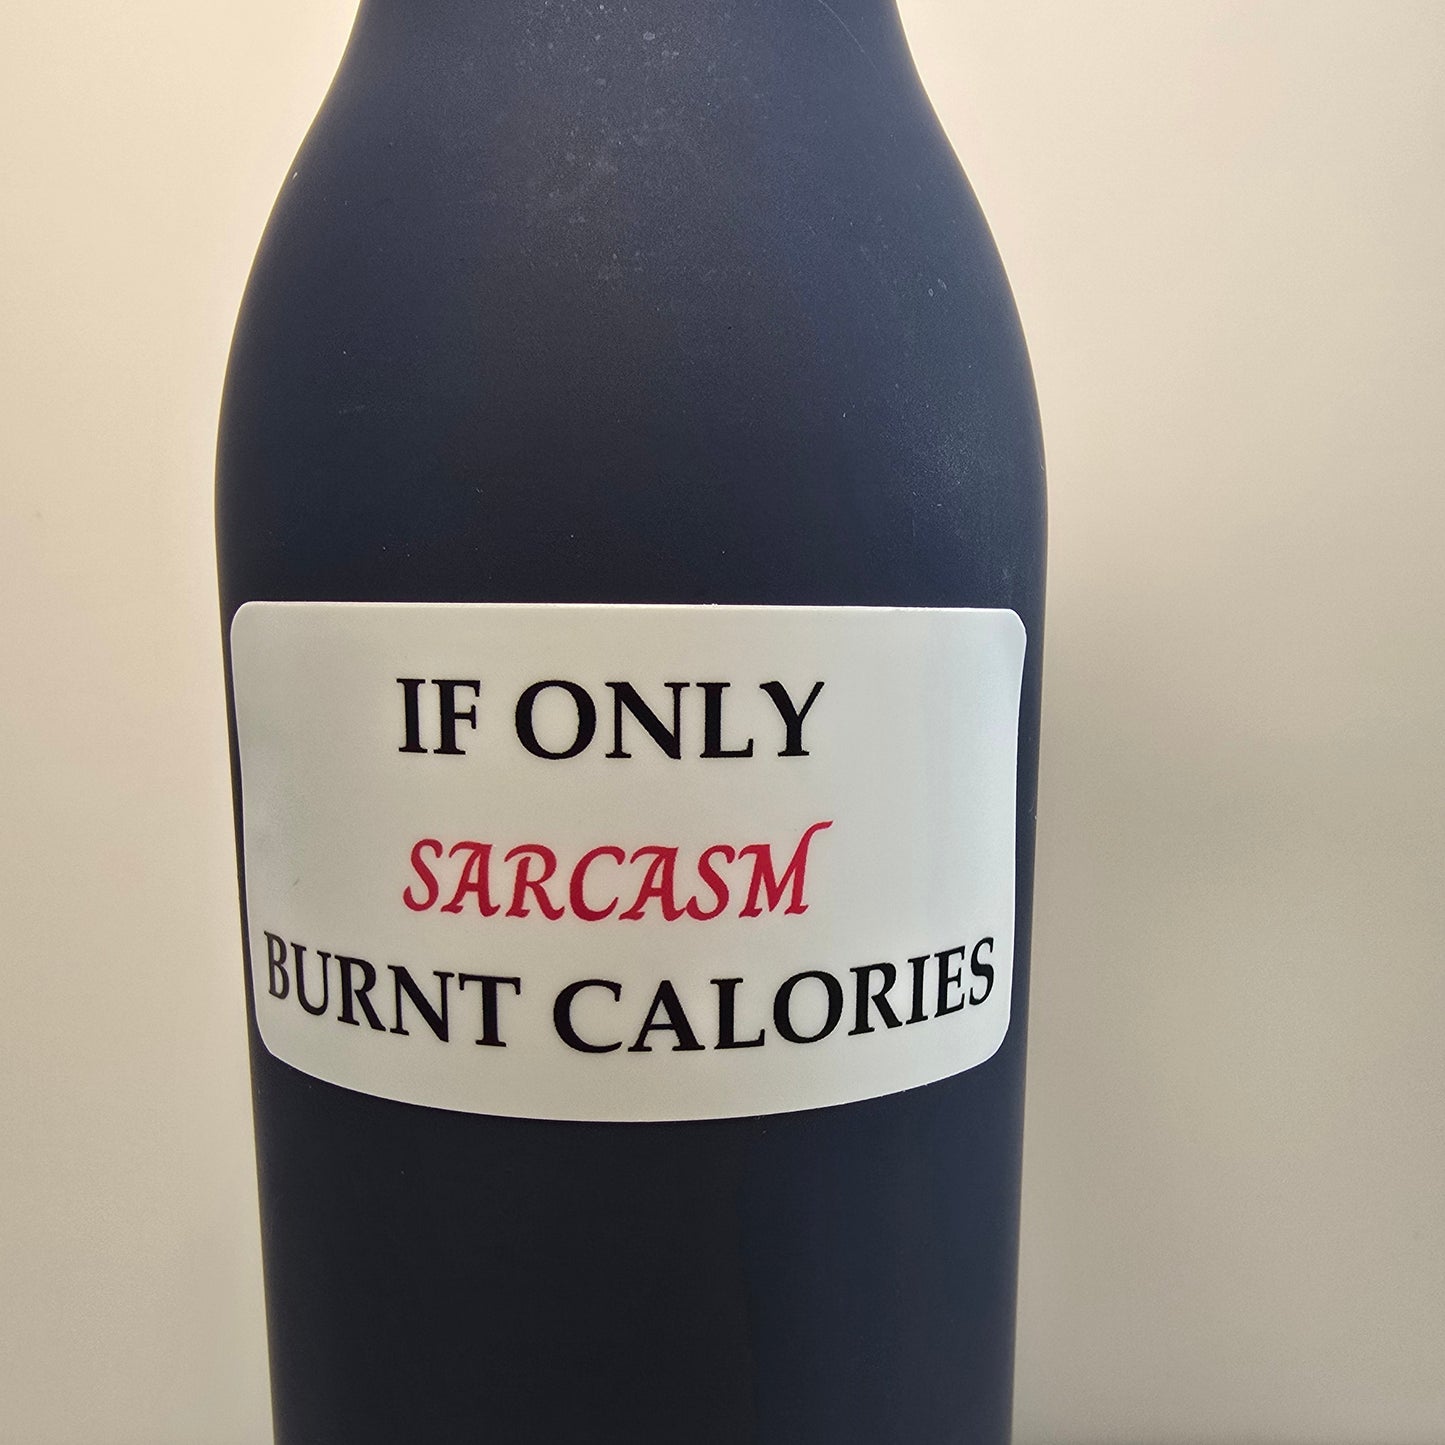 IF ONLY
SARCASM
BURNT CALORIES